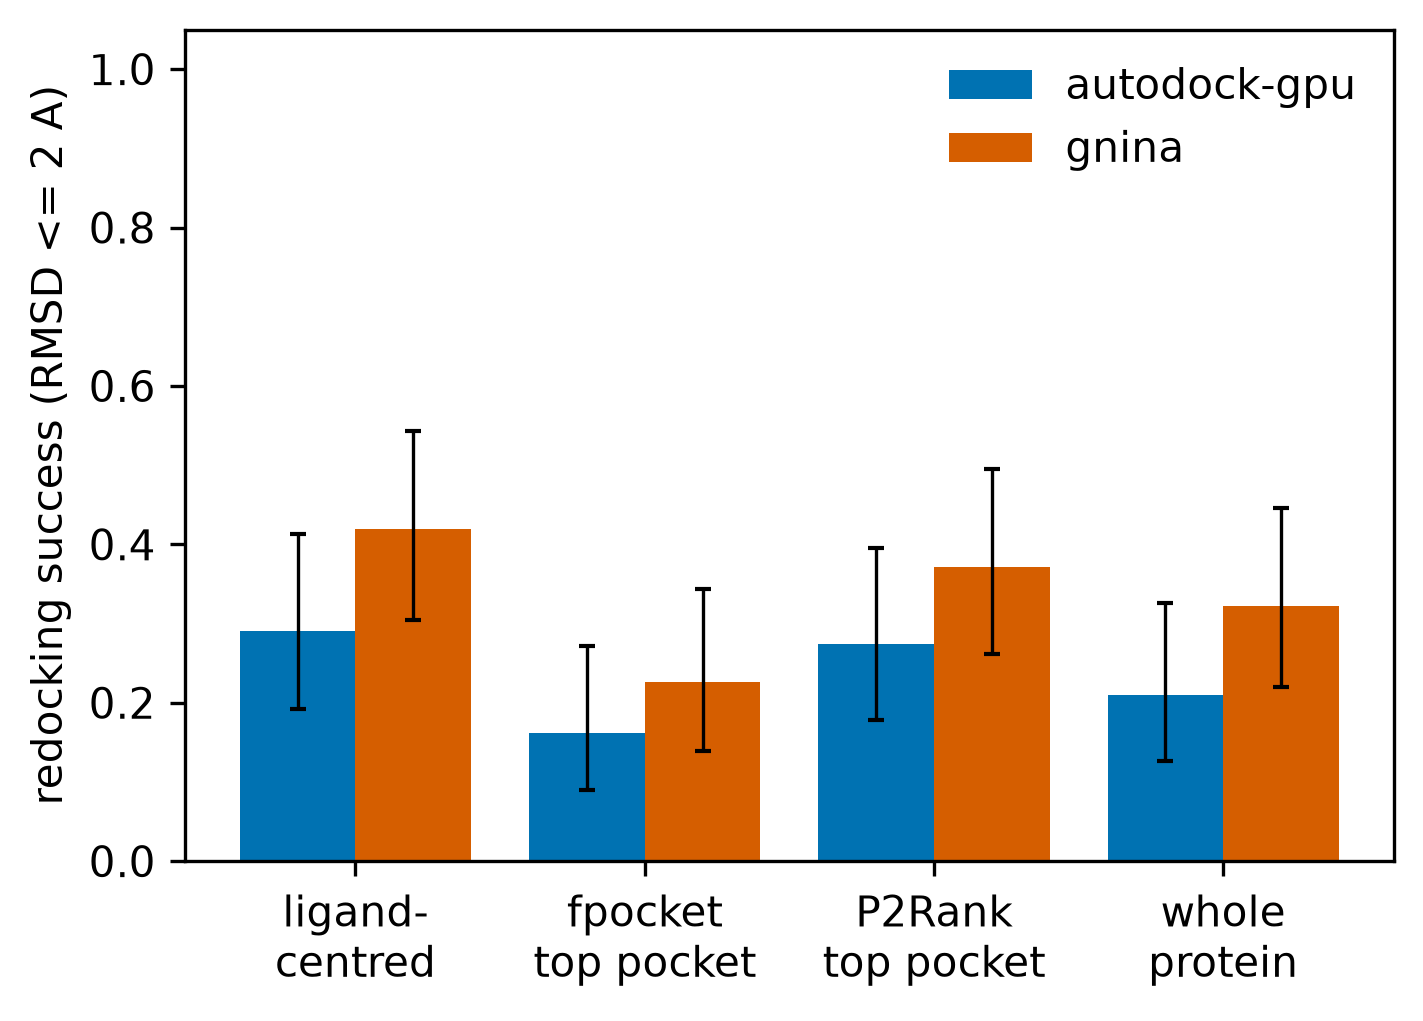 redocking success (RMSD <= 2 A)
1.0
0.8
0.6
0.4
0.2
0.0
autodock-gpu
gnina
ligand-
centred
fpocket
top pocket
P2Rank
top pocket
whole
protein